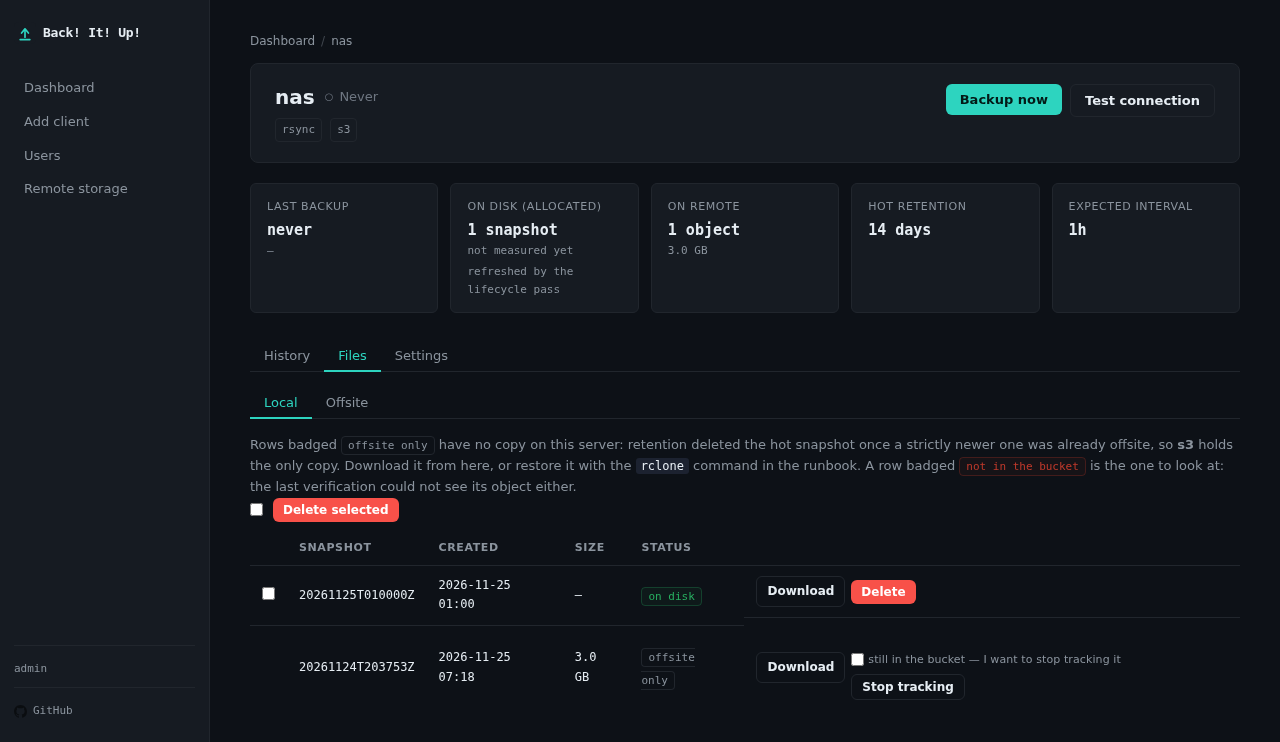 Back! It! Up!
Dashboard
Add client
Users
Remote storage
admin
GitHub
Dashboard / nas
nas ○ Never
rsync s3
Backup now
Test connection
LAST BACKUP
never
—
ON DISK (ALLOCATED)
1 snapshot
not measured yet
refreshed by the
lifecycle pass
ON REMOTE
1 object
3.0 GB
HOT RETENTION
14 days
EXPECTED INTERVAL
1h
History Files Settings
Local Offsite
Rows badged offsite only have no copy on this server: retention deleted the hot snapshot once a strictly newer one was already offsite, so s3 holds
the only copy. Download it from here, or restore it with the rclone command in the runbook. A row badged not in the bucket is the one to look at:
the last verification could not see its object either.
Delete selected
SNAPSHOT CREATED SIZE STATUS
20261125T010000Z
2026-11-25
01:00
—
on disk
Download
Delete
20261124T203753Z
2026-11-25
07:18
3.0
GB
offsite
only
Download
still in the bucket — I want to stop tracking it
Stop tracking